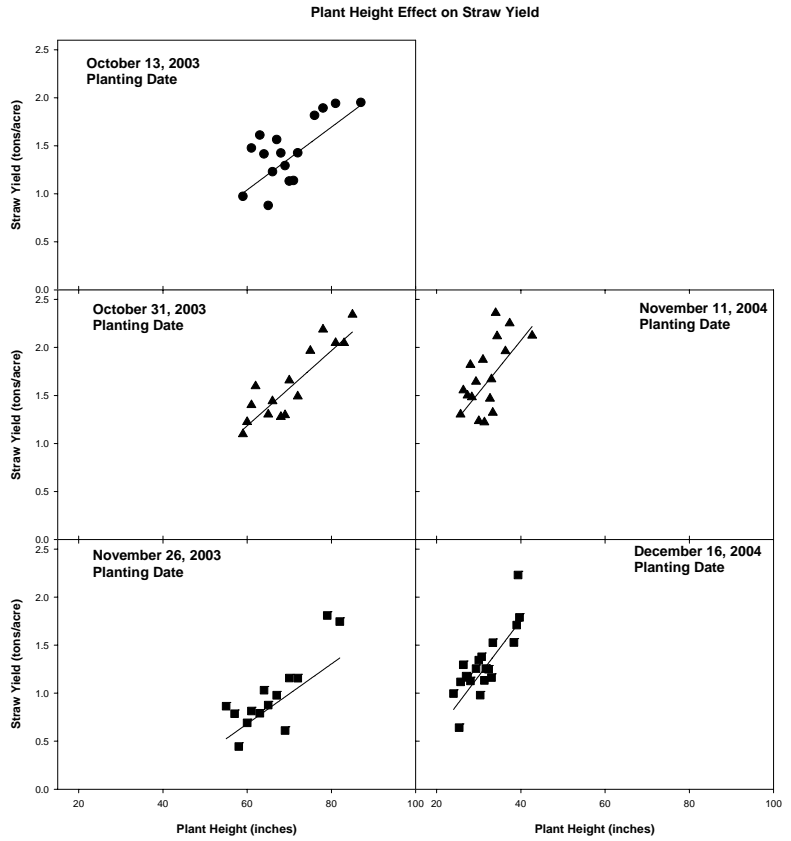 Plant Height Effect on Straw Yield
October 13, 2003
Planting Date
Straw Yield (tons/acre)
2.5
2.0
1.5
1.0
0.5
0.0
October 31, 2003
Planting Date
November 11, 2004
Planting Date
Straw Yield (tons/acre)
2.5
2.0
1.5
1.0
0.5
0.0
November 26, 2003
Planting Date
December 16, 2004
Planting Date
Straw Yield (tons/acre)
2.5
2.0
1.5
1.0
0.5
0.0
20 40 60 80 100 20 40 60 80 100
Plant Height (inches) Plant Height (inches)